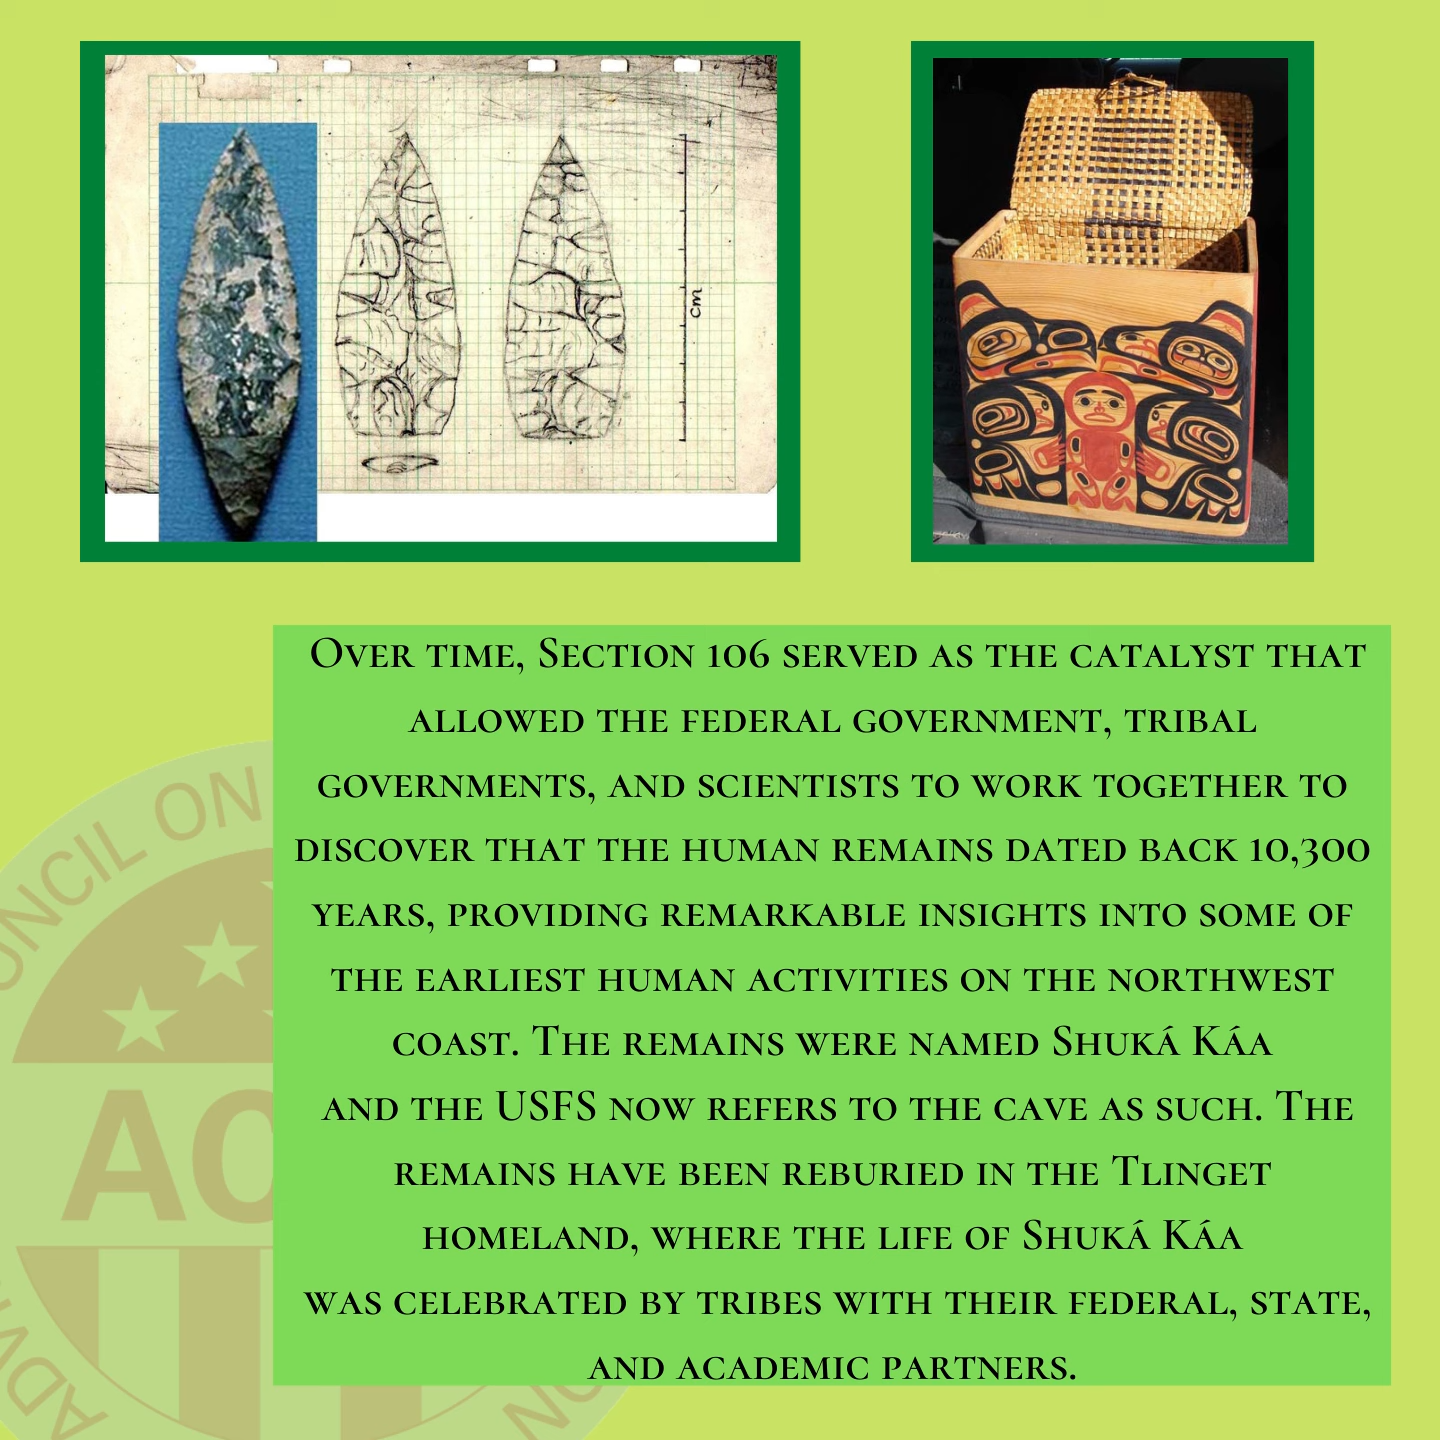 cm
Over time, Section 106 served as the catalyst that
allowed the federal government, tribal
governments, and scientists to work together to
discover that the human remains dated back 10,300
years, providing remarkable insights into some of
the earliest human activities on the northwest
coast. The remains were named Shuká Káa
and the USFS now refers to the cave as such. The
remains have been reburied in the Tlinget
homeland, where the life of Shuká Káa
was celebrated by tribes with their federal, state,
and academic partners.
ON